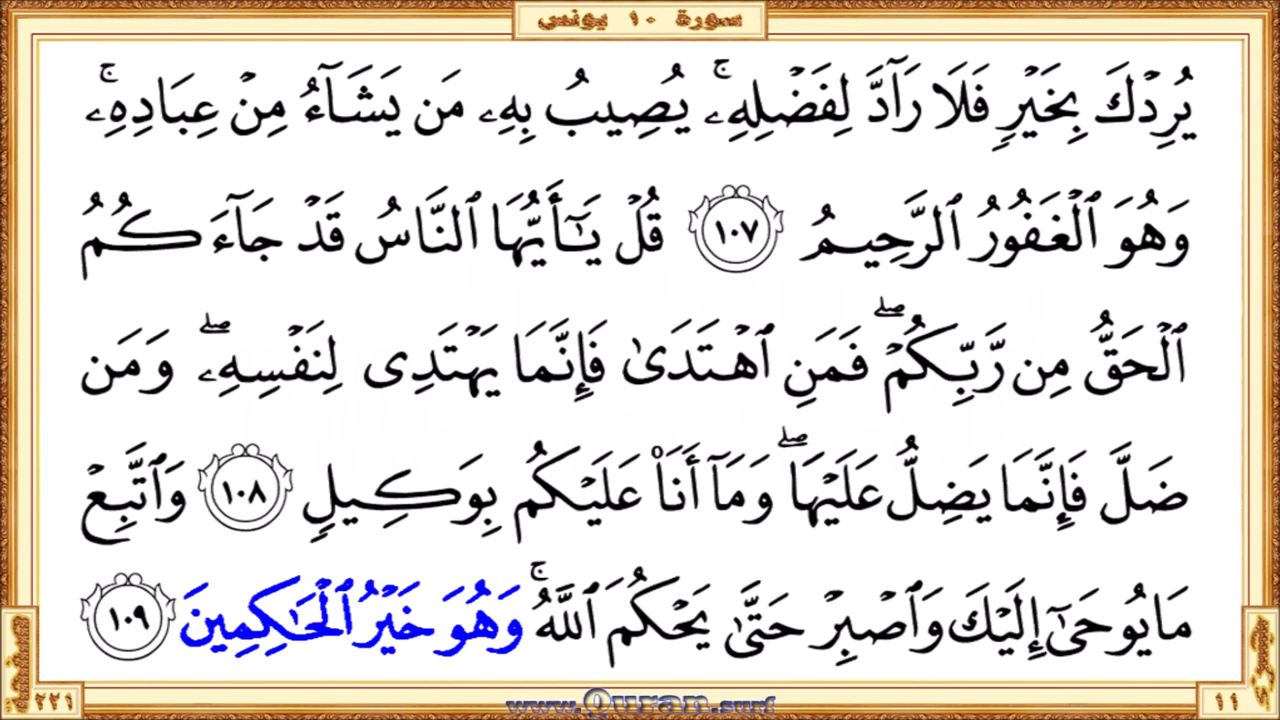 سورة ١٠ يونس
يُرِدْكَ بِخَيْرٍ فَلَا رَآدَّ لِفَضْلِهِۦ ۚ يُصِيبُ بِهِۦ مَن يَشَآءُ مِنْ عِبَادِهِۦ ۚ
وَهُوَ ٱلْغَفُورُ ٱلرَّحِيمُ ١٠٧ قُلْ يَـٰٓأَيُّهَا ٱلنَّاسُ قَدْ جَآءَكُمُ
ٱلْحَقُّ مِن رَّبِّكُمْ ۖ فَمَنِ ٱهْتَدَىٰ فَإِنَّمَا يَهْتَدِى لِنَفْسِهِۦ ۖ وَمَن
ضَلَّ فَإِنَّمَا يَضِلُّ عَلَيْهَا ۖ وَمَآ أَنَا۠ عَلَيْكُم بِوَكِيلٍ ١٠٨ وَٱتَّبِعْ
مَا يُوحَىٰٓ إِلَيْكَ وَٱصْبِرْ حَتَّىٰ يَحْكُمَ ٱللَّهُ ۚ وَهُوَ خَيْرُ ٱلْحَـٰكِمِينَ ١٠٩
١١
www.Quran.surf
٢٢١